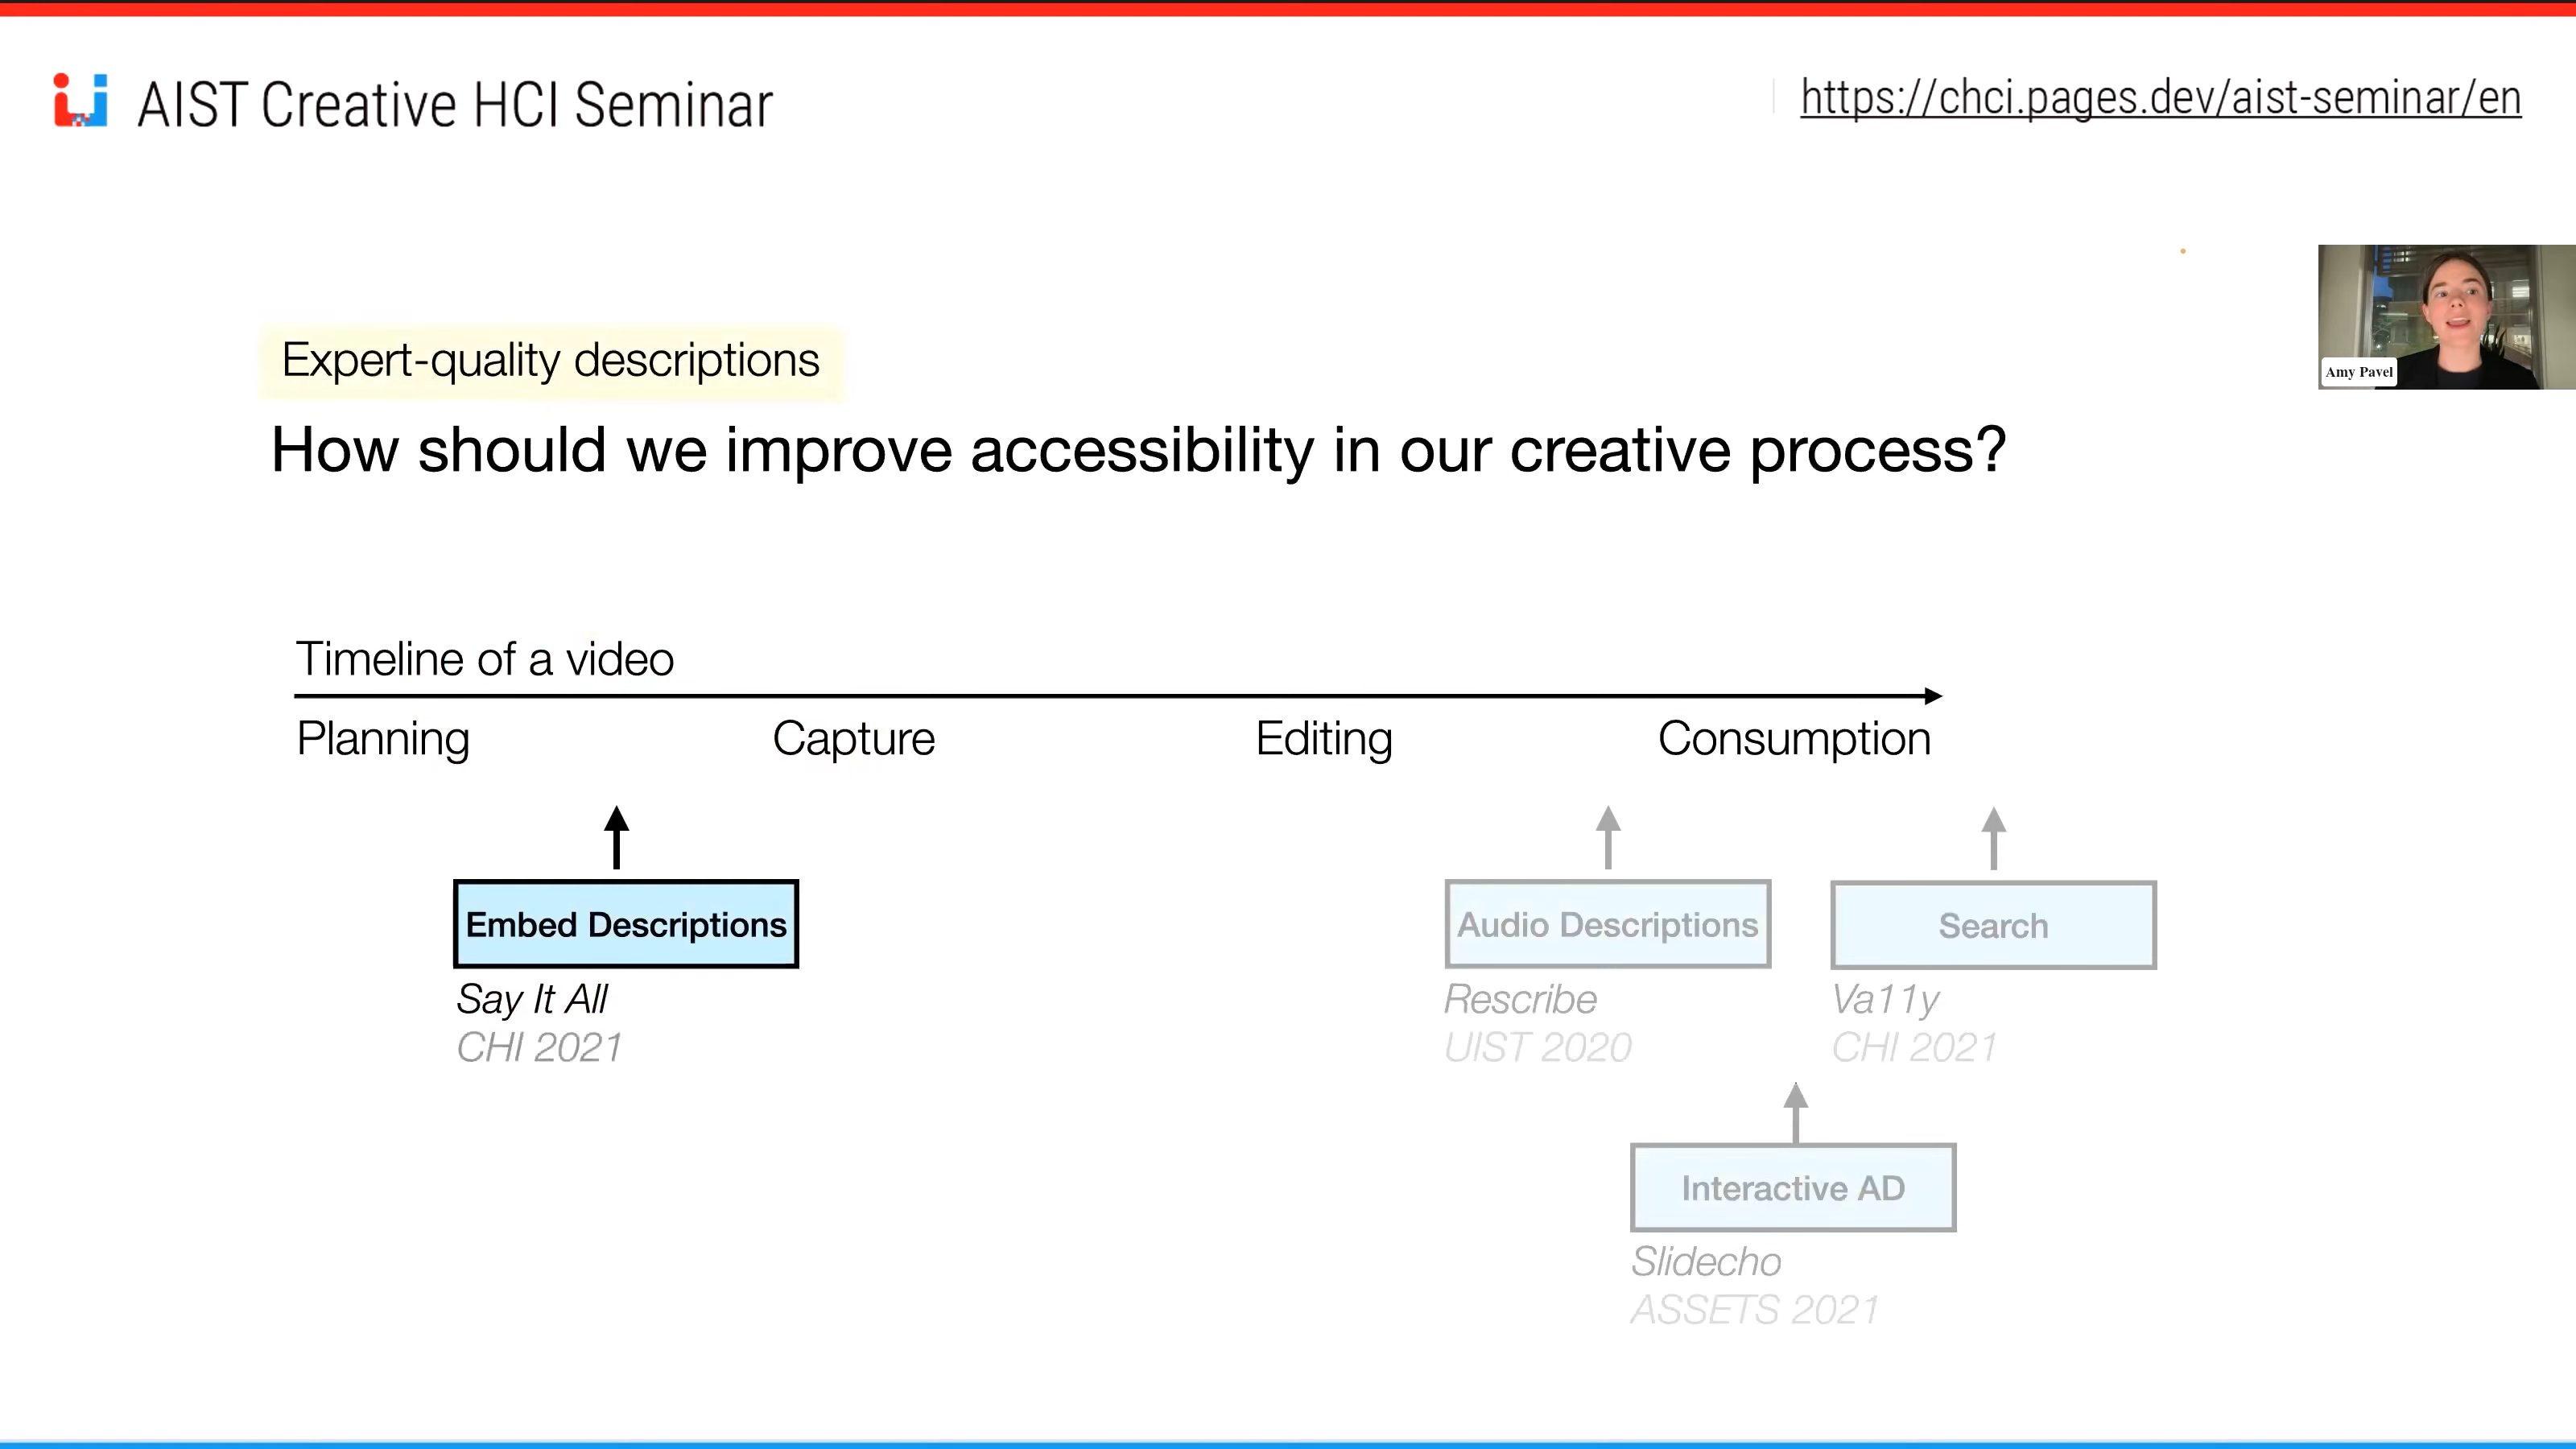 AIST Creative HCI Seminar
https://chci.pages.dev/aist-seminar/en
Amy Pavel
Expert-quality descriptions
How should we improve accessibility in our creative process?
Timeline of a video
Planning
Capture
Editing
Consumption
Embed Descriptions
Say It All
CHI 2021
Audio Descriptions
Rescribe
UIST 2020
Search
Va11y
CHI 2021
Interactive AD
Slidecho
ASSETS 2021